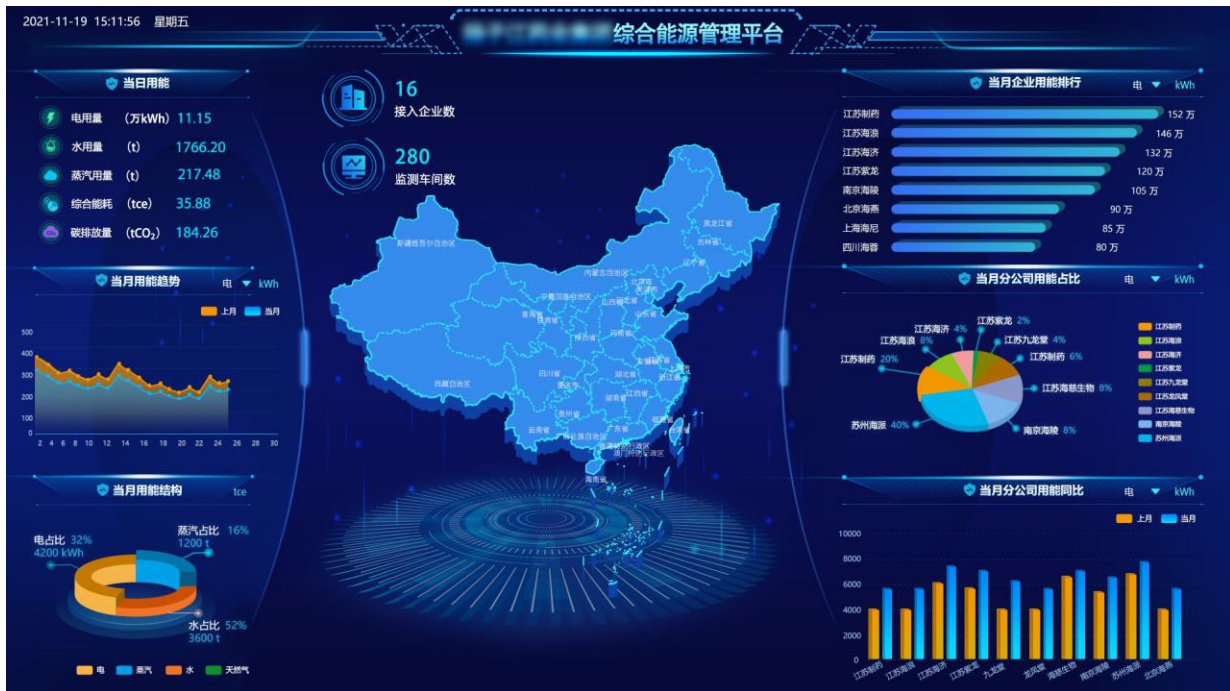 2021-11-19 15:11:56 星期五
综合能源管理平台
当日用能
电用量 （万kWh） 11.15
水用量 （t） 1766.20
蒸汽用量 （t） 217.48
综合能耗 （tce） 35.88
碳排放量 （tCO₂） 184.26
当月用能趋势 电 kWh
上月 当月
500
400
300
200
100
0
2 4 6 8 10 12 14 16 18 20 22 24 26 28 30
当月用能结构 tce
电占比 32%
4200 kWh
蒸汽占比 16%
1200 t
水占比 52%
3600 t
电 蒸汽 水 天然气
16
接入企业数
280
监测车间数
黑龙江省
吉林省
辽宁省
新疆维吾尔自治区
内蒙古自治区
北京市
天津市
河北省
山西省
宁夏回族自治区
山东省
青海省
甘肃省
河南省
陕西省
安徽省
江苏省
上海市
浙江省
西藏自治区
四川省
重庆市
湖北省
湖南省
江西省
贵州省
福建省
云南省
广东省
台湾省
香港特别行政区
澳门特别行政区
海南省
当月企业用能排行 电 kWh
江苏制药 152 万
江苏海浪 146 万
江苏海济 132 万
江苏紫龙 120 万
南京海陵 105 万
北京海燕 90 万
上海海尼 85 万
四川海蓉 80 万
当月分公司用能占比 电 kWh
江苏紫龙 2%
江苏海济 4%
江苏九龙堂 4%
江苏海浪 8%
江苏制药 6%
江苏制药 20%
江苏海慈生物 8%
苏州海派 40%
南京海陵 8%
江苏制药
江苏海浪
江苏海济
江苏紫龙
江苏九龙堂
江苏龙凤堂
江苏海慈生物
南京海陵
苏州海派
当月分公司用能同比 电 kWh
上月 当月
10000
8000
6000
4000
2000
0
江苏制药 江苏海浪 江苏海济 江苏紫龙 九龙堂 龙凤堂 海慈生物 南京海陵 苏州海派 北京海燕